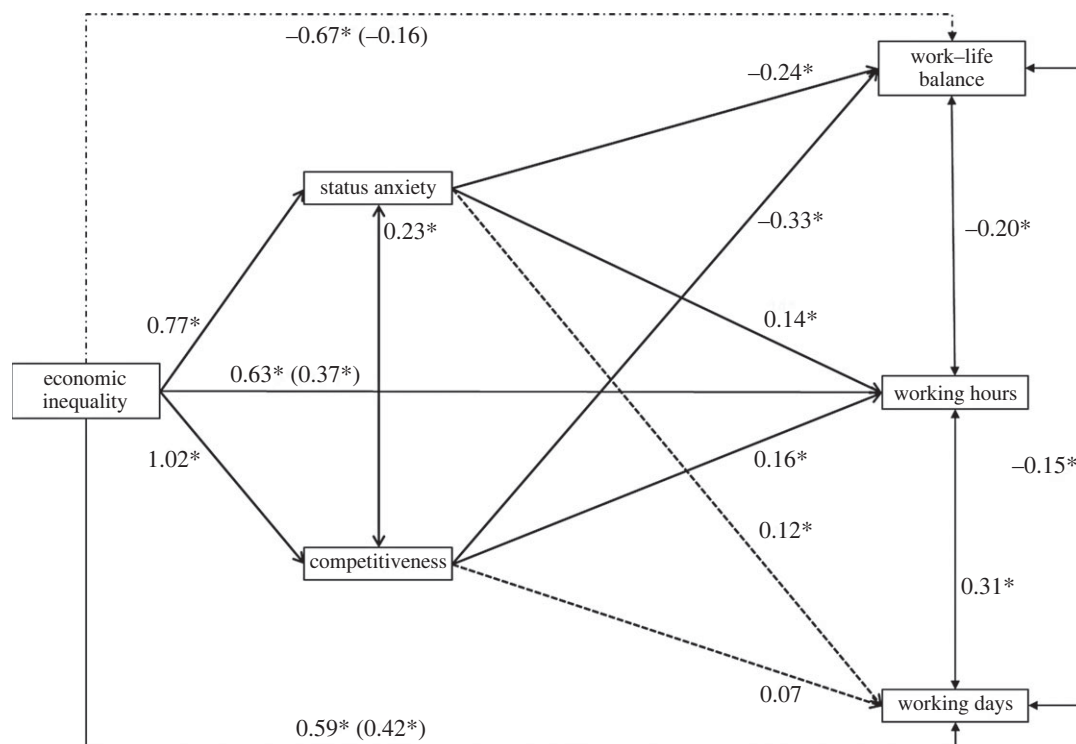 –0.67* (–0.16)
work–life
balance
–0.24*
status anxiety
0.23*
–0.33*
–0.20*
0.77*
0.14*
economic
inequality
0.63* (0.37*)
working hours
1.02*
0.16*
–0.15*
0.12*
competitiveness
0.31*
0.07
working days
0.59* (0.42*)